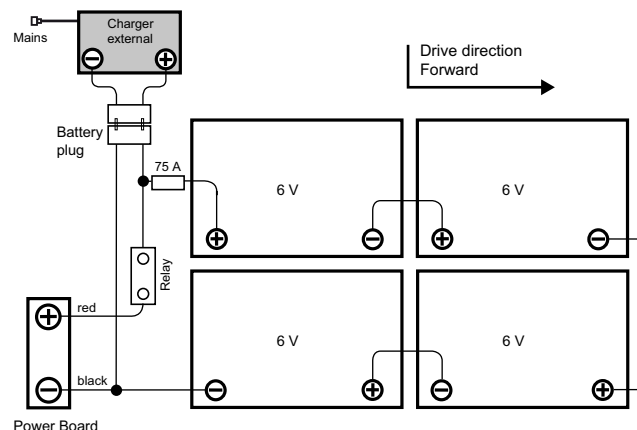 Charger
external
Mains
Drive direction
Forward
Battery
plug
75 A
6 V
6 V
Relay
red
6 V
6 V
black
Power Board